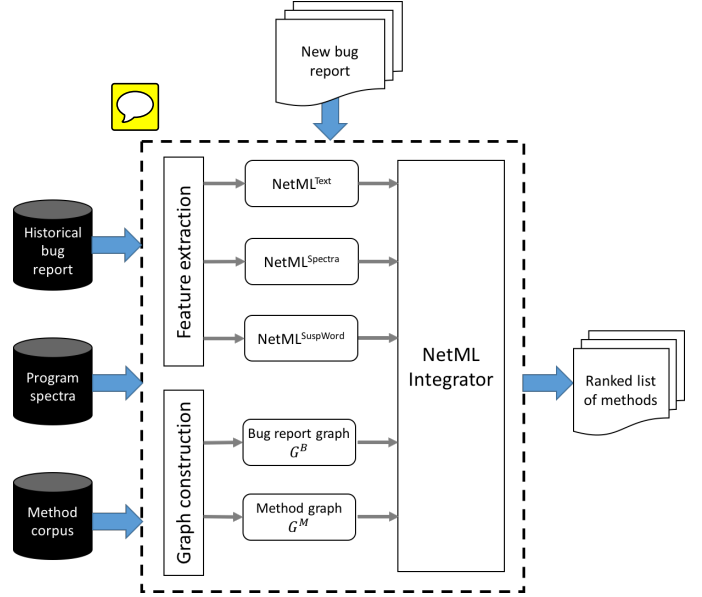 New bug
report
Historical
bug
report
Program
spectra
Method
corpus
Feature extraction
Graph construction
NetML^Text
NetML^Spectra
NetML^SuspWord
Bug report graph
G^B
Method graph
G^M
NetML
Integrator
Ranked list
of methods